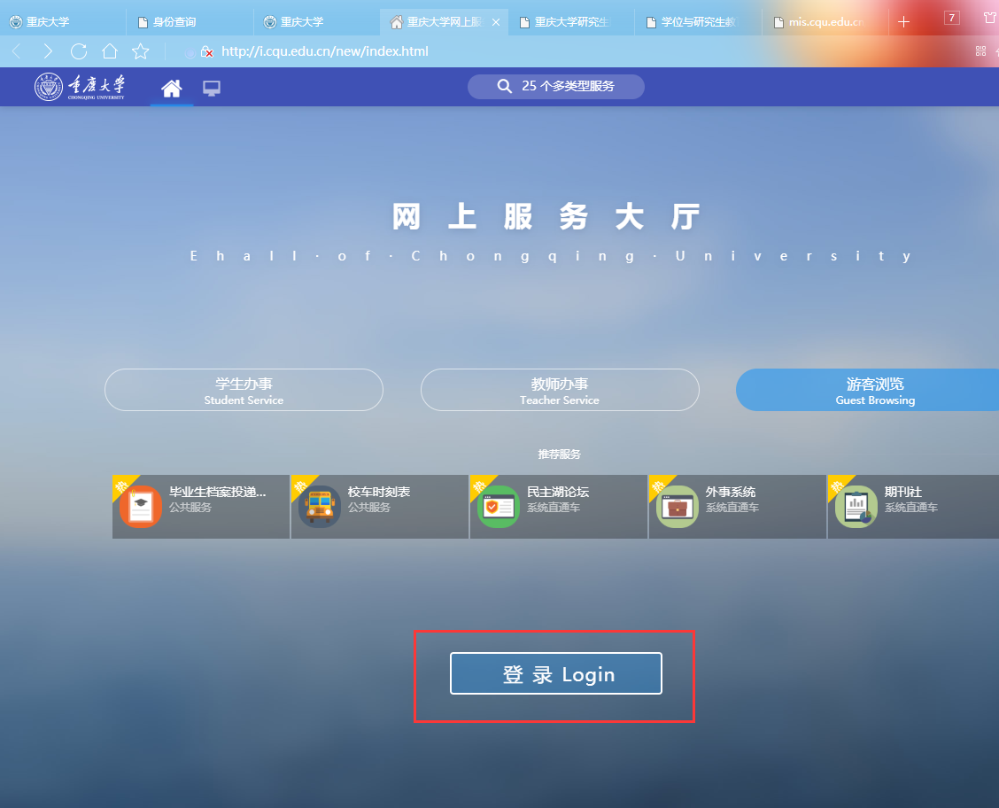 重庆大学
身份查询
重庆大学
重庆大学网上服
重庆大学研究生
学位与研究生教
mis.cqu.edu.cn
7
http://i.cqu.edu.cn/new/index.html
重庆大学
CHONGQING UNIVERSITY
25 个多类型服务
网 上 服 务 大 厅
Ehall·of·Chongqing·University
学生办事
Student Service
教师办事
Teacher Service
游客浏览
Guest Browsing
推荐服务
热
毕业生档案投递...
公共服务
热
校车时刻表
公共服务
热
民主湖论坛
系统直通车
热
外事系统
系统直通车
热
期刊社
系统直通车
登 录 Login